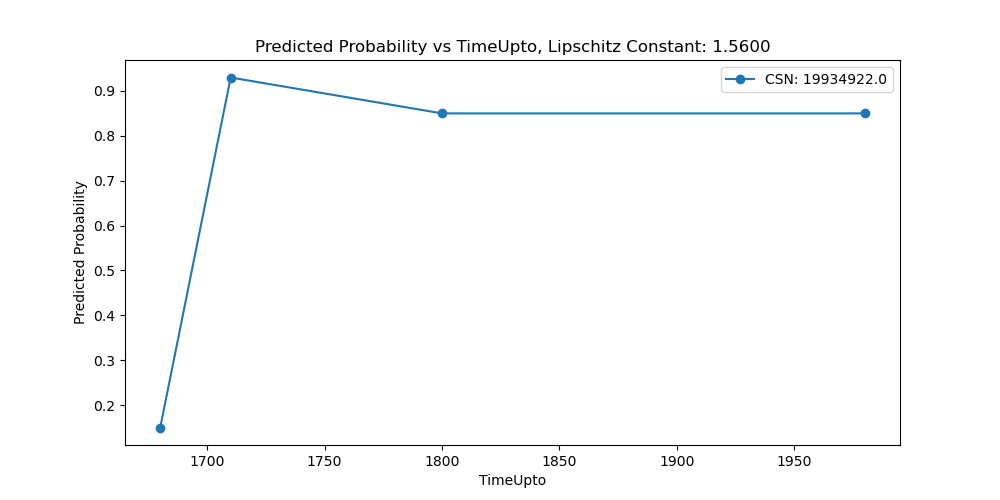 Predicted Probability vs TimeUpto, Lipschitz Constant: 1.5600
CSN: 19934922.0
Predicted Probability
0.9
0.8
0.7
0.6
0.5
0.4
0.3
0.2
1700 1750 1800 1850 1900 1950
TimeUpto